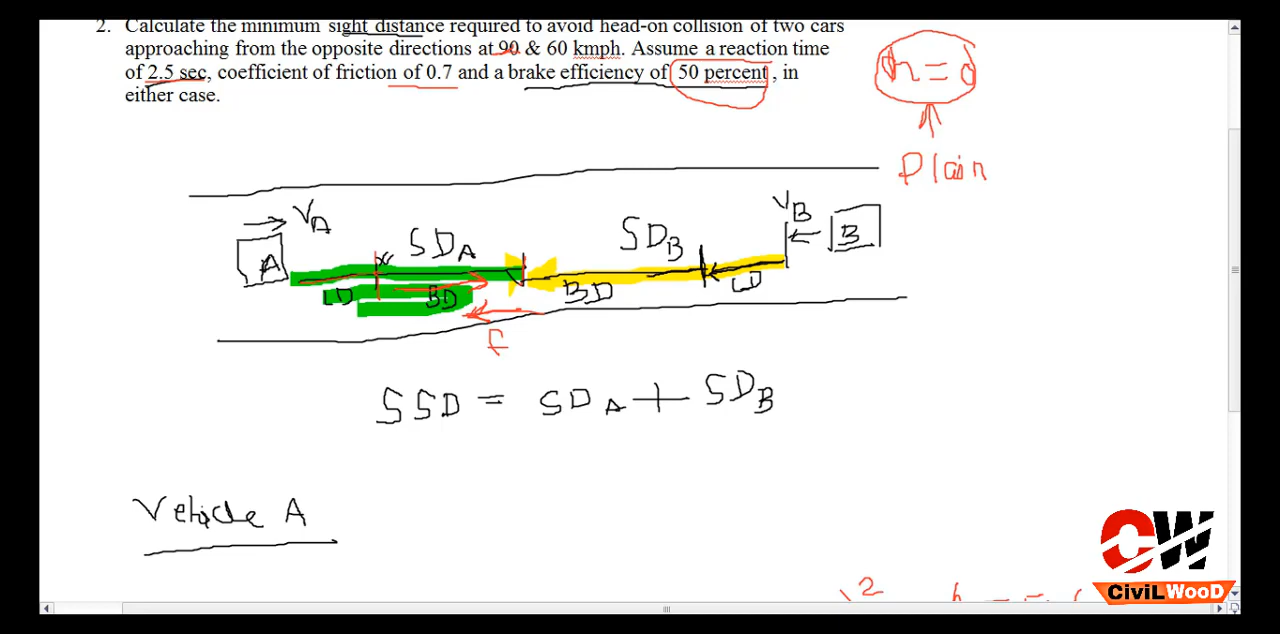 2. Calculate the minimum sight distance required to avoid head-on collision of two cars
approaching from the opposite directions at 90 & 60 kmph. Assume a reaction time
of 2.5 sec, coefficient of friction of 0.7 and a brake efficiency of 50 percent, in
either case.
n = 0
Plain
VA
VB
A
SDA
SDB
B
LD
BD
BD
LD
f
SSD = SDA + SDB
Vehicle A
CW
CIVILWOOD